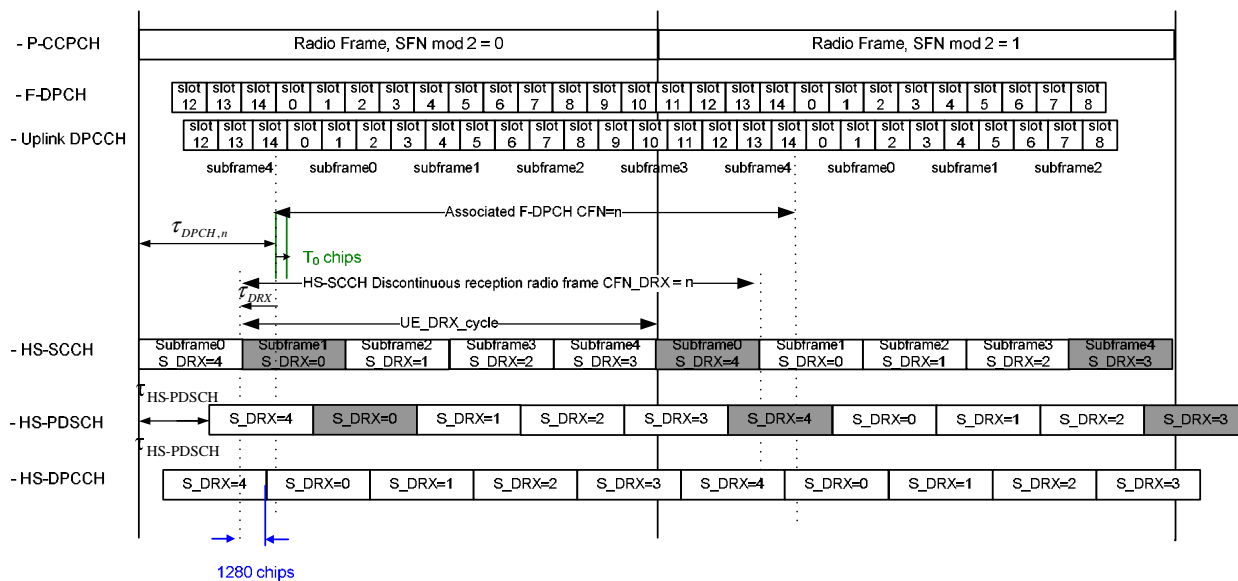 - P-CCPCH
Radio Frame, SFN mod 2 = 0
Radio Frame, SFN mod 2 = 1
- F-DPCH
slot 12 slot 13 slot 14 slot 0 slot 1 slot 2 slot 3 slot 4 slot 5 slot 6 slot 7 slot 8 slot 9 slot 10 slot 11 slot 12 slot 13 slot 14 slot 0 slot 1 slot 2 slot 3 slot 4 slot 5 slot 6 slot 7 slot 8
- Uplink DPCCH
slot 12 slot 13 slot 14 slot 0 slot 1 slot 2 slot 3 slot 4 slot 5 slot 6 slot 7 slot 8 slot 9 slot 10 slot 11 slot 12 slot 13 slot 14 slot 0 slot 1 slot 2 slot 3 slot 4 slot 5 slot 6 slot 7 slot 8
subframe4 subframe0 subframe1 subframe2 subframe3 subframe4 subframe0 subframe1 subframe2
Associated F-DPCH CFN=n
τDPCH,n
T0 chips
HS-SCCH Discontinuous reception radio frame CFN_DRX = n
τDRX
UE_DRX_cycle
- HS-SCCH
Subframe0 Subframe1 Subframe2 Subframe3 Subframe4 Subframe0 Subframe1 Subframe2 Subframe3 Subframe4
S_DRX=4 S_DRX=0 S_DRX=1 S_DRX=2 S_DRX=3 S_DRX=4 S_DRX=0 S_DRX=1 S_DRX=2 S_DRX=3
τHS-PDSCH
- HS-PDSCH
S_DRX=4 S_DRX=0 S_DRX=1 S_DRX=2 S_DRX=3 S_DRX=4 S_DRX=0 S_DRX=1 S_DRX=2 S_DRX=3
τHS-PDSCH
- HS-DPCCH
S_DRX=4 S_DRX=0 S_DRX=1 S_DRX=2 S_DRX=3 S_DRX=4 S_DRX=0 S_DRX=1 S_DRX=2 S_DRX=3
1280 chips